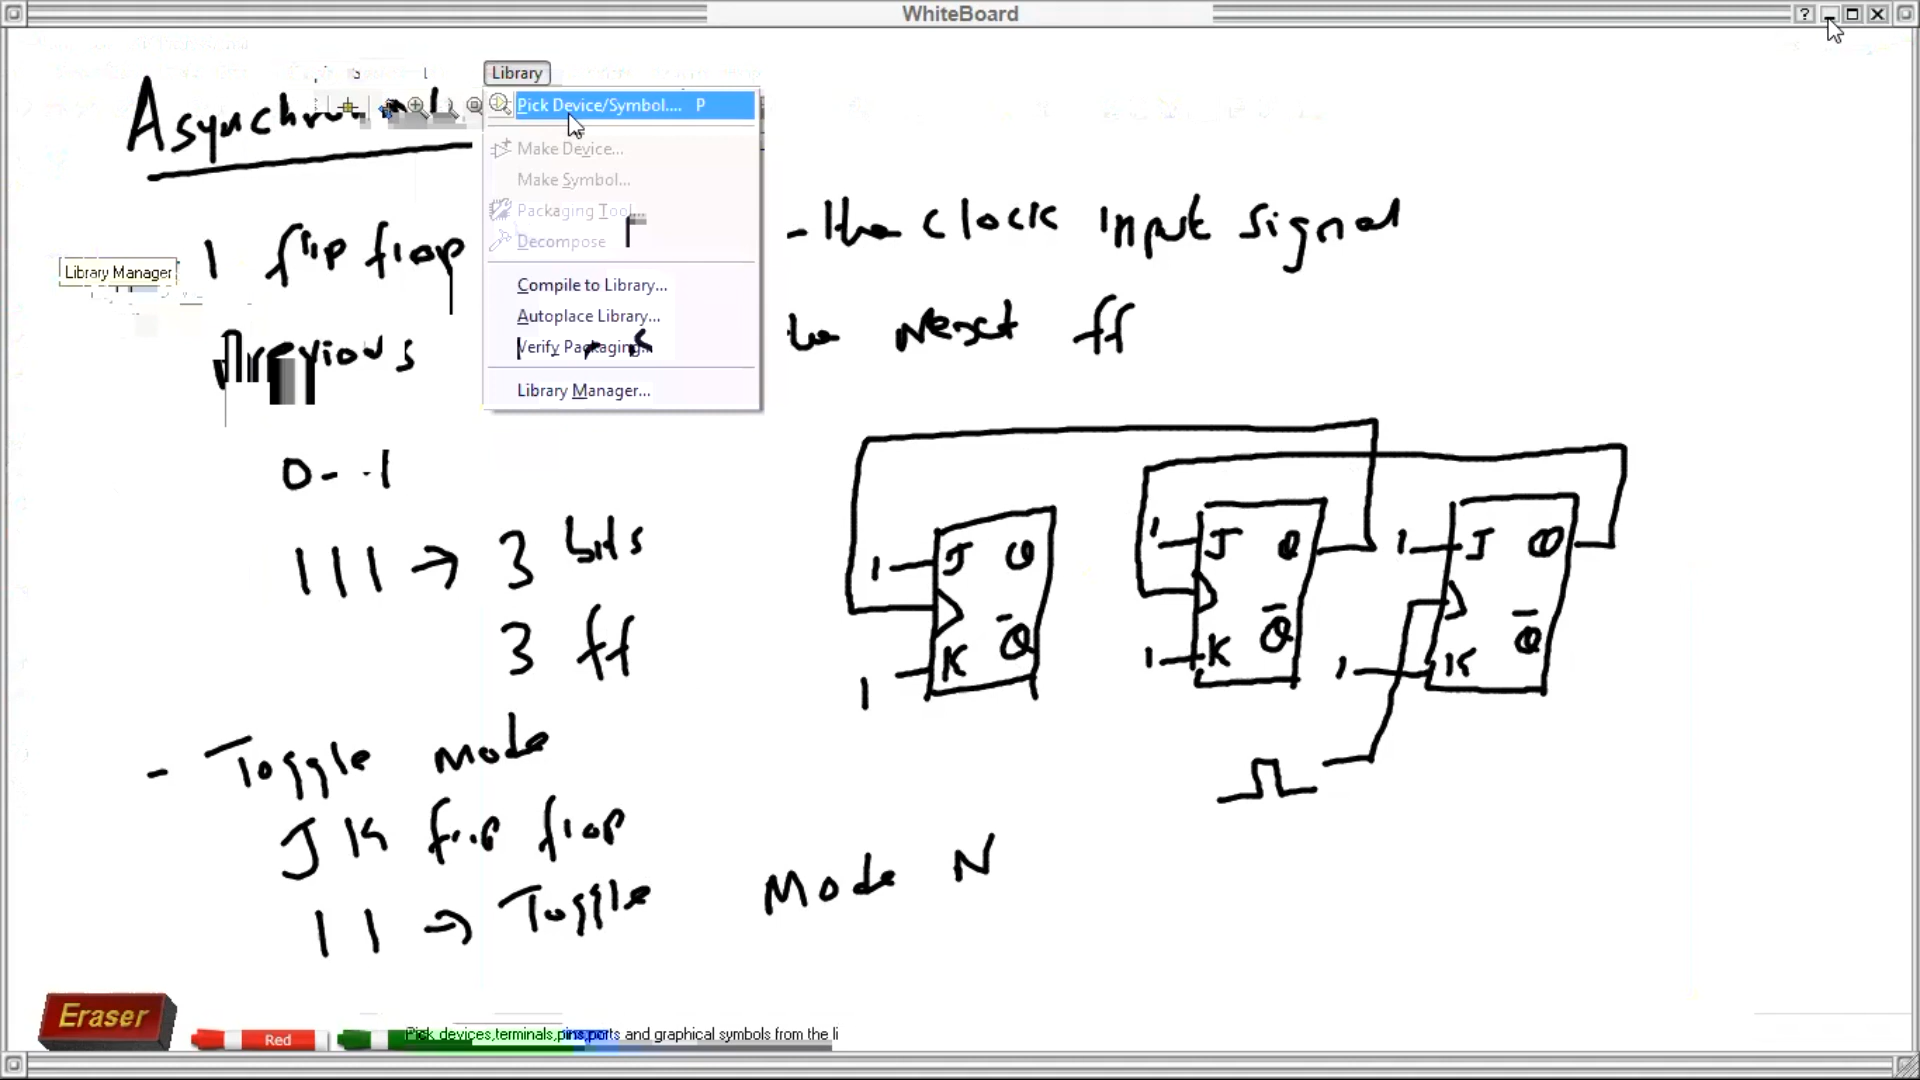 WhiteBoard
Library
Pick Device/Symbol.... P
Make Device...
Make Symbol...
Packaging Tool
Decompose
Compile to Library...
Autoplace Library...
Verify Packaging...
Library Manager...
Library Manager
1 flip flop
- the clock input signal
Previous
to Next ff
0- -1
111 → 3 bits
3 ff
1 J Q
1 K Q̅
1 J Q
1 K Q̅
1 J Q
1 K Q̅
- Toggle mode
JK flip flop
11 → Toggle
Mode N
Eraser
Red
Pick devices,terminals,pins,ports and graphical symbols from the li